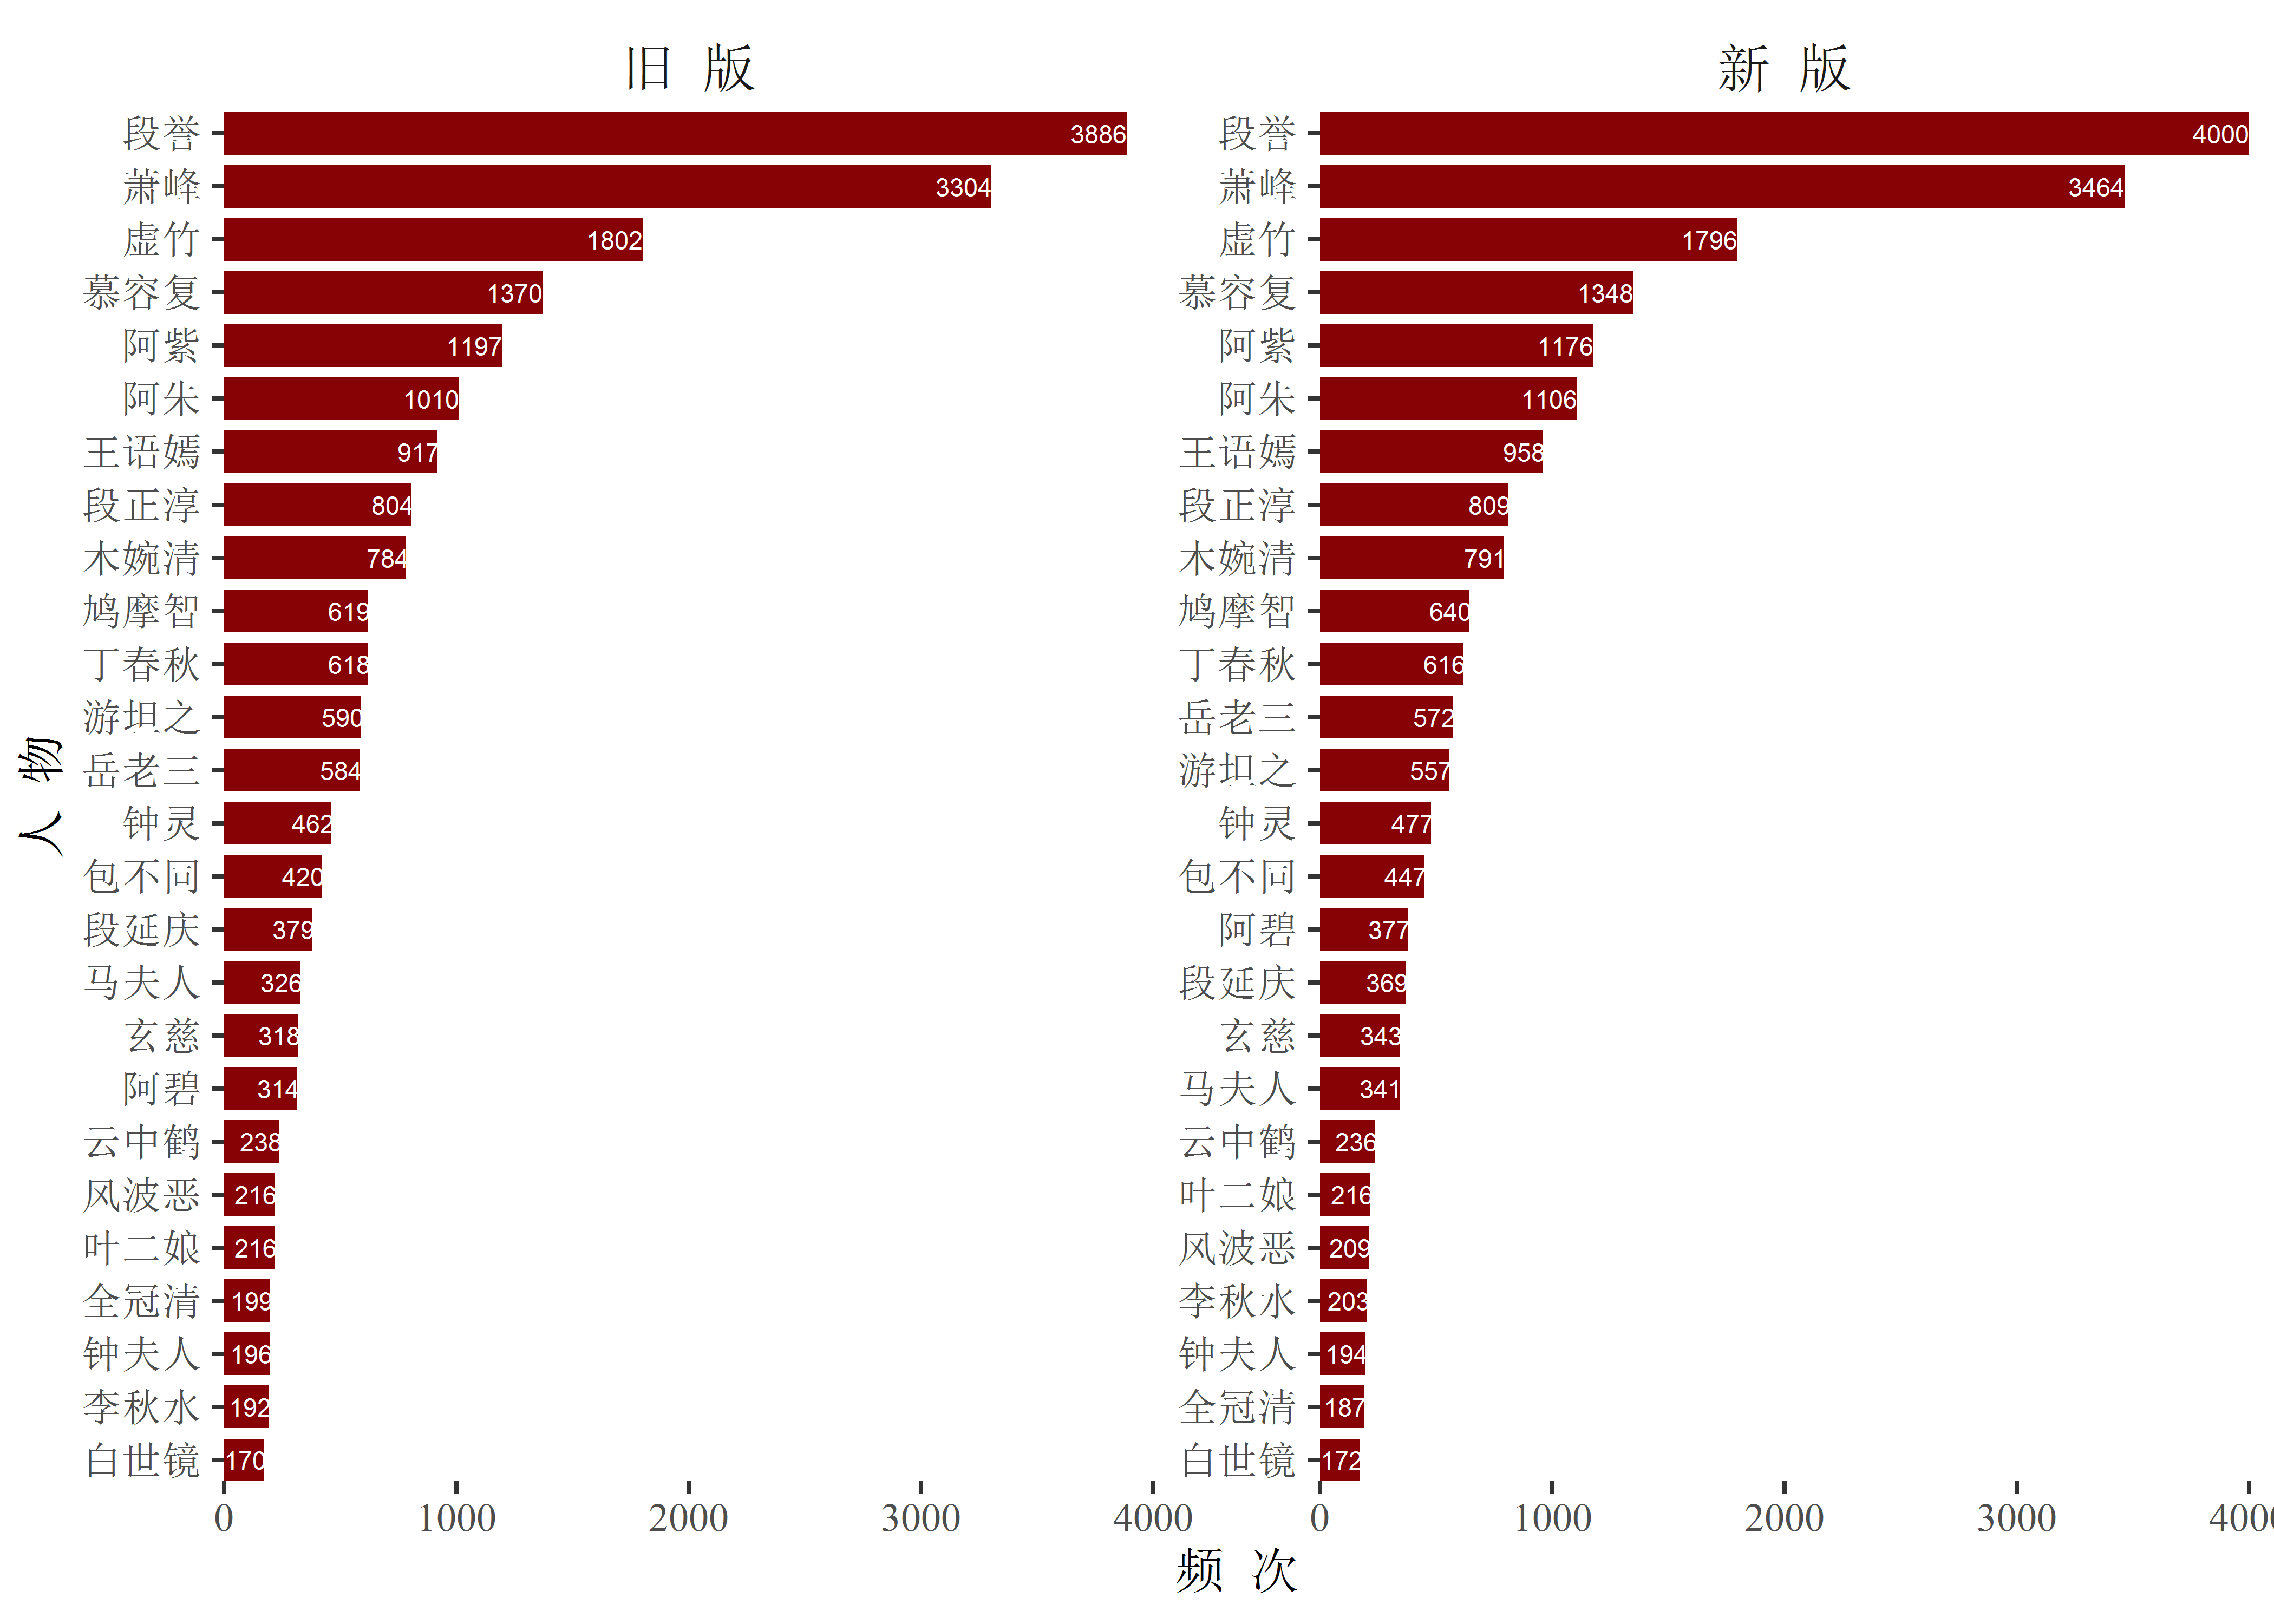 旧 版
段誉 3886
萧峰 3304
虚竹 1802
慕容复 1370
阿紫 1197
阿朱 1010
王语嫣 917
段正淳 804
木婉清 784
鸠摩智 619
丁春秋 618
游坦之 590
岳老三 584
钟灵 462
包不同 420
段延庆 379
马夫人 326
玄慈 318
阿碧 314
云中鹤 238
风波恶 216
叶二娘 216
全冠清 199
钟夫人 196
李秋水 192
白世镜 170
0 1000 2000 3000 4000
新 版
段誉 4000
萧峰 3464
虚竹 1796
慕容复 1348
阿紫 1176
阿朱 1106
王语嫣 958
段正淳 809
木婉清 791
鸠摩智 640
丁春秋 616
岳老三 572
游坦之 557
钟灵 477
包不同 447
阿碧 377
段延庆 369
玄慈 343
马夫人 341
云中鹤 236
叶二娘 216
风波恶 209
李秋水 203
钟夫人 194
全冠清 187
白世镜 172
0 1000 2000 3000 4000
人 物
频 次